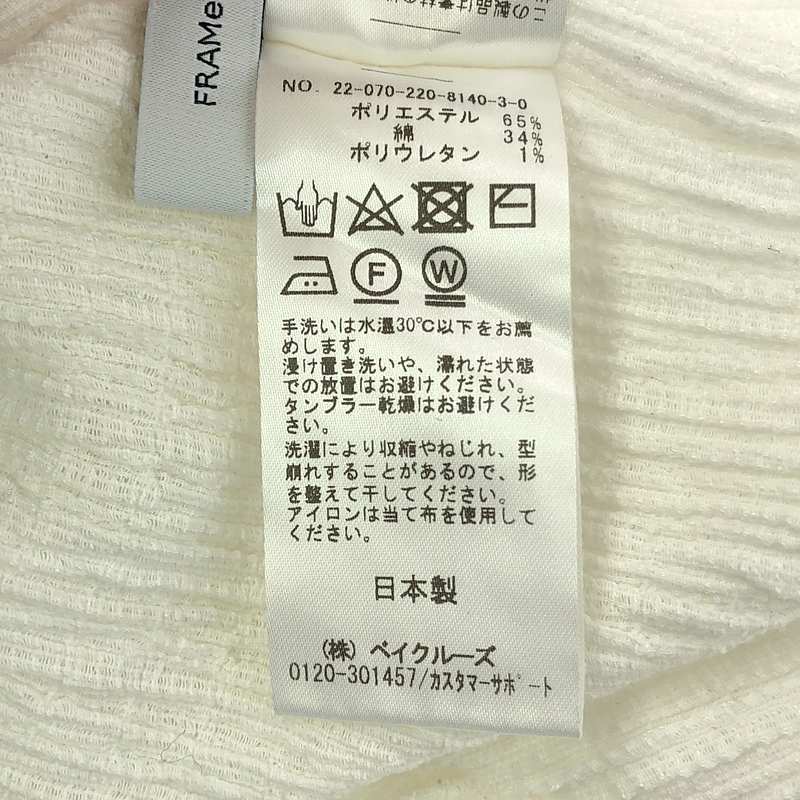 FRAMe
この製品は
NO. 22-070-220-8140-3-0
ポリエステル 65%
綿 34%
ポリウレタン 1%
F W
手洗いは水温30℃以下をお薦
めします。
浸け置き洗いや、濡れた状態
での放置はお避けください。
タンブラー乾燥はお避けくだ
さい。
洗濯により収縮やねじれ、型
崩れすることがあるので、形
を整えて干してください。
アイロンは当て布を使用して
ください。
日本製
(株) ベイクルーズ
0120-301457/カスタマーサポート